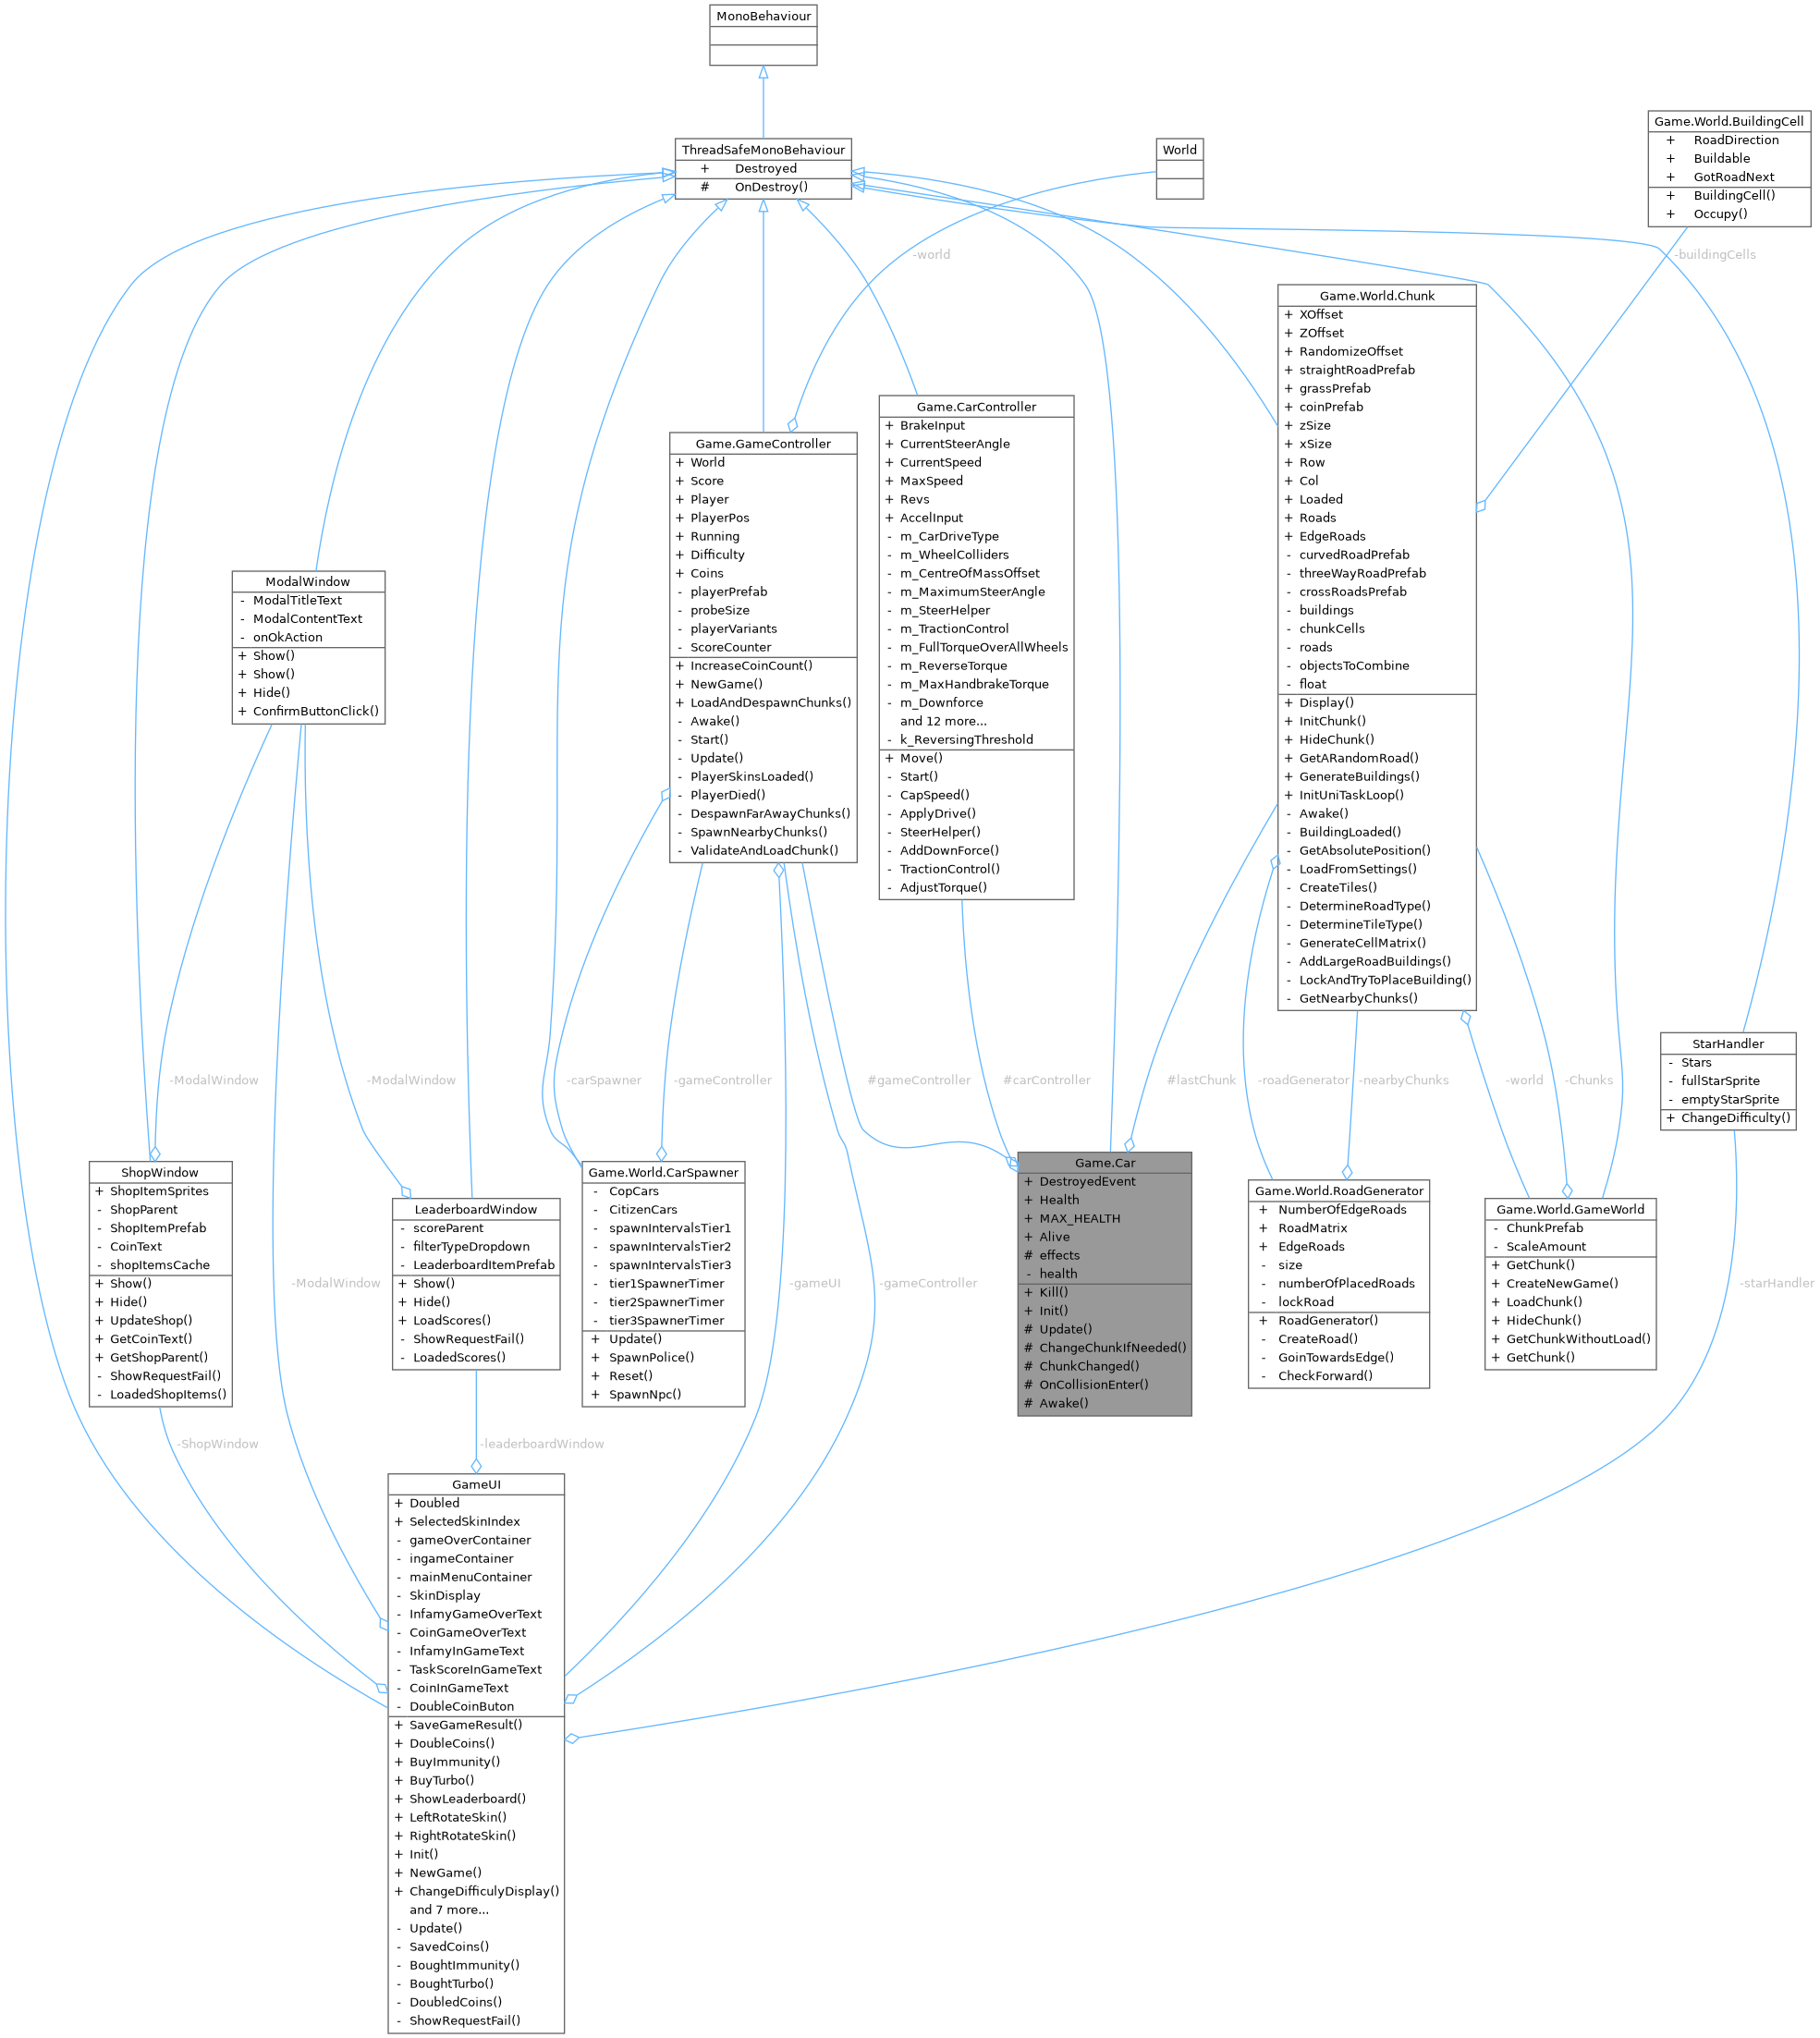 MonoBehaviour
ThreadSafeMonoBehaviour
+ Destroyed
# OnDestroy()
World
Game.World.BuildingCell
+ RoadDirection
+ Buildable
+ GotRoadNext
+ BuildingCell()
+ Occupy()
-world
-buildingCells
Game.World.Chunk
+ XOffset
+ ZOffset
+ RandomizeOffset
+ straightRoadPrefab
+ grassPrefab
+ coinPrefab
+ zSize
+ xSize
+ Row
+ Col
+ Loaded
+ Roads
+ EdgeRoads
- curvedRoadPrefab
- threeWayRoadPrefab
- crossRoadsPrefab
- buildings
- chunkCells
- roads
- objectsToCombine
- float
+ Display()
+ InitChunk()
+ HideChunk()
+ GetARandomRoad()
+ GenerateBuildings()
+ InitUniTaskLoop()
- Awake()
- BuildingLoaded()
- GetAbsolutePosition()
- LoadFromSettings()
- CreateTiles()
- DetermineRoadType()
- DetermineTileType()
- GenerateCellMatrix()
- AddLargeRoadBuildings()
- LockAndTryToPlaceBuilding()
- GetNearbyChunks()
Game.CarController
+ BrakeInput
+ CurrentSteerAngle
+ CurrentSpeed
+ MaxSpeed
+ Revs
+ AccelInput
- m_CarDriveType
- m_WheelColliders
- m_CentreOfMassOffset
- m_MaximumSteerAngle
- m_SteerHelper
- m_TractionControl
- m_FullTorqueOverAllWheels
- m_ReverseTorque
- m_MaxHandbrakeTorque
- m_Downforce
and 12 more...
- k_ReversingThreshold
+ Move()
- Start()
- CapSpeed()
- ApplyDrive()
- SteerHelper()
- AddDownForce()
- TractionControl()
- AdjustTorque()
Game.GameController
+ World
+ Score
+ Player
+ PlayerPos
+ Running
+ Difficulty
+ Coins
- playerPrefab
- probeSize
- playerVariants
- ScoreCounter
+ IncreaseCoinCount()
+ NewGame()
+ LoadAndDespawnChunks()
- Awake()
- Start()
- Update()
- PlayerSkinsLoaded()
- PlayerDied()
- DespawnFarAwayChunks()
- SpawnNearbyChunks()
- ValidateAndLoadChunk()
ModalWindow
- ModalTitleText
- ModalContentText
- onOkAction
+ Show()
+ Show()
+ Hide()
+ ConfirmButtonClick()
StarHandler
- Stars
- fullStarSprite
- emptyStarSprite
+ ChangeDifficulty()
-ModalWindow
-ModalWindow
-carSpawner
-gameController
#gameController
#carController
#lastChunk
-roadGenerator
-nearbyChunks
-world
-Chunks
ShopWindow
+ ShopItemSprites
- ShopParent
- ShopItemPrefab
- CoinText
- shopItemsCache
+ Show()
+ Hide()
+ UpdateShop()
+ GetCoinText()
+ GetShopParent()
- ShowRequestFail()
- LoadedShopItems()
LeaderboardWindow
- scoreParent
- filterTypeDropdown
- LeaderboardItemPrefab
+ Show()
+ Hide()
+ LoadScores()
- ShowRequestFail()
- LoadedScores()
Game.World.CarSpawner
- CopCars
- CitizenCars
- spawnIntervalsTier1
- spawnIntervalsTier2
- spawnIntervalsTier3
- tier1SpawnerTimer
- tier2SpawnerTimer
- tier3SpawnerTimer
+ Update()
+ SpawnPolice()
+ Reset()
+ SpawnNpc()
Game.Car
+ DestroyedEvent
+ Health
+ MAX_HEALTH
+ Alive
# effects
- health
+ Kill()
+ Init()
# Update()
# ChangeChunkIfNeeded()
# ChunkChanged()
# OnCollisionEnter()
# Awake()
Game.World.RoadGenerator
+ NumberOfEdgeRoads
+ RoadMatrix
+ EdgeRoads
- size
- numberOfPlacedRoads
- lockRoad
+ RoadGenerator()
- CreateRoad()
- GoinTowardsEdge()
- CheckForward()
Game.World.GameWorld
- ChunkPrefab
- ScaleAmount
+ GetChunk()
+ CreateNewGame()
+ LoadChunk()
+ HideChunk()
+ GetChunkWithoutLoad()
+ GetChunk()
-ModalWindow
-gameUI
-gameController
-starHandler
-ShopWindow
-leaderboardWindow
GameUI
+ Doubled
+ SelectedSkinIndex
- gameOverContainer
- ingameContainer
- mainMenuContainer
- SkinDisplay
- InfamyGameOverText
- CoinGameOverText
- InfamyInGameText
- TaskScoreInGameText
- CoinInGameText
- DoubleCoinButon
+ SaveGameResult()
+ DoubleCoins()
+ BuyImmunity()
+ BuyTurbo()
+ ShowLeaderboard()
+ LeftRotateSkin()
+ RightRotateSkin()
+ Init()
+ NewGame()
+ ChangeDifficulyDisplay()
and 7 more...
- Update()
- SavedCoins()
- BoughtImmunity()
- BoughtTurbo()
- DoubledCoins()
- ShowRequestFail()